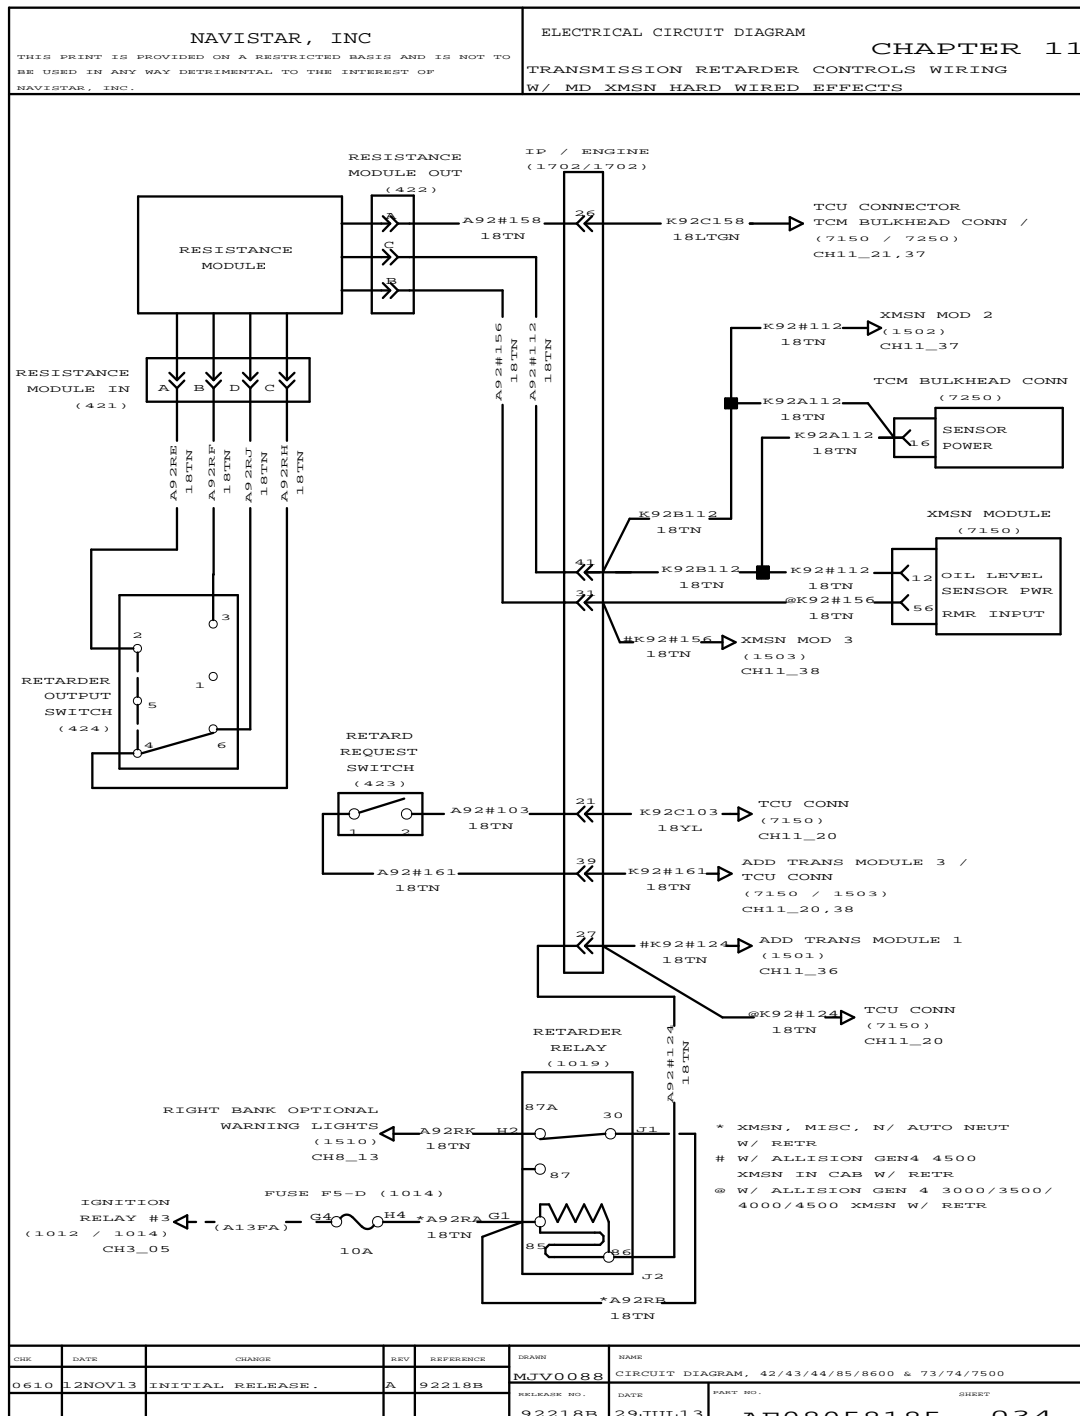 NAVISTAR, INC
THIS PRINT IS PROVIDED ON A RESTRICTED BASIS AND IS NOT TO
BE USED IN ANY WAY DETRIMENTAL TO THE INTEREST OF
NAVISTAR, INC.
ELECTRICAL CIRCUIT DIAGRAM
CHAPTER 11
TRANSMISSION RETARDER CONTROLS WIRING
W/ MD XMSN HARD WIRED EFFECTS
RESISTANCE
MODULE OUT
(422)
IP / ENGINE
(1702/1702)
RESISTANCE
MODULE
A
C
B
A92#158
18TN
26
K92C158
18LTGN
TCU CONNECTOR
TCM BULKHEAD CONN /
(7150 / 7250)
CH11_21,37
A92#156
18TN
A92#112
18TN
K92#112
18TN
XMSN MOD 2
(1502)
CH11_37
RESISTANCE
MODULE IN
(421)
A B D C
TCM BULKHEAD CONN
(7250)
K92A112
18TN
K92A112
18TN
16
SENSOR
POWER
A92RE
18TN
A92RF
18TN
A92RJ
18TN
A92RH
18TN
K92B112
18TN
XMSN MODULE
(7150)
41
K92B112
18TN
K92#112
18TN
12
OIL LEVEL
SENSOR PWR
31
@K92#156
18TN
56
RMR INPUT
#K92#156
18TN
XMSN MOD 3
(1503)
CH11_38
RETARDER
OUTPUT
SWITCH
(424)
2
3
1
5
4
6
RETARD
REQUEST
SWITCH
(423)
1 2
A92#103
18TN
21
K92C103
18YL
TCU CONN
(7150)
CH11_20
A92#161
18TN
39
K92#161
18TN
ADD TRANS MODULE 3 /
TCU CONN
(7150 / 1503)
CH11_20,38
27
#K92#124
18TN
ADD TRANS MODULE 1
(1501)
CH11_36
@K92#124
18TN
TCU CONN
(7150)
CH11_20
A92#124
18TN
RETARDER
RELAY
(1019)
87A
30
J1
87
RIGHT BANK OPTIONAL
WARNING LIGHTS
(1510)
CH8_13
A92RK
18TN
H2
* XMSN, MISC, N/ AUTO NEUT
W/ RETR
# W/ ALLISION GEN4 4500
XMSN IN CAB W/ RETR
@ W/ ALLISION GEN 4 3000/3500/
4000/4500 XMSN W/ RETR
IGNITION
RELAY #3
(1012 / 1014)
CH3_05
(A13FA)
FUSE F5-D (1014)
G4
H4
10A
*A92RA
18TN
G1
85
86
J2
*A92RB
18TN
CHK DATE CHANGE REV REFERENCE
0610 12NOV13 INITIAL RELEASE. A 92218B
DRAWN
MJV0088
NAME
CIRCUIT DIAGRAM, 42/43/44/85/8600 & 73/74/7500
RELEASE NO.
92218B
DATE
29JUL13
PART NO.
SHEET